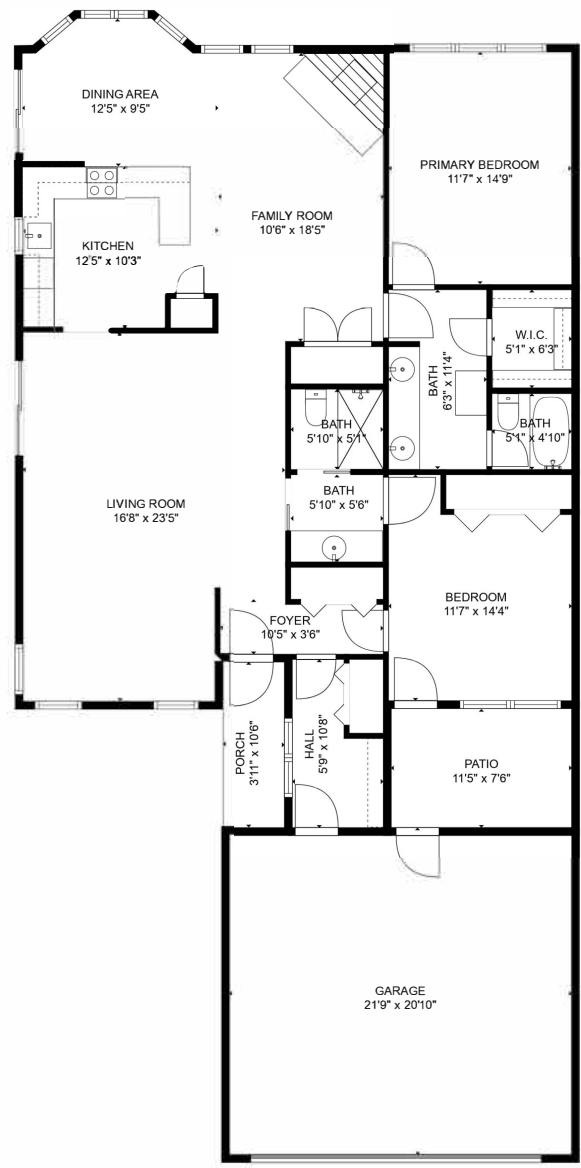 DINING AREA
12'5" x 9'5"
PRIMARY BEDROOM
11'7" x 14'9"
FAMILY ROOM
10'6" x 18'5"
KITCHEN
12'5" x 10'3"
W.I.C.
5'1" x 6'3"
BATH
6'3" x 11'4"
BATH
5'10" x 5'1"
BATH
5'1" x 4'10"
BATH
5'10" x 5'6"
LIVING ROOM
16'8" x 23'5"
BEDROOM
11'7" x 14'4"
FOYER
10'5" x 3'6"
PORCH
3'11" x 10'6"
HALL
5'9" x 10'8"
PATIO
11'5" x 7'6"
GARAGE
21'9" x 20'10"